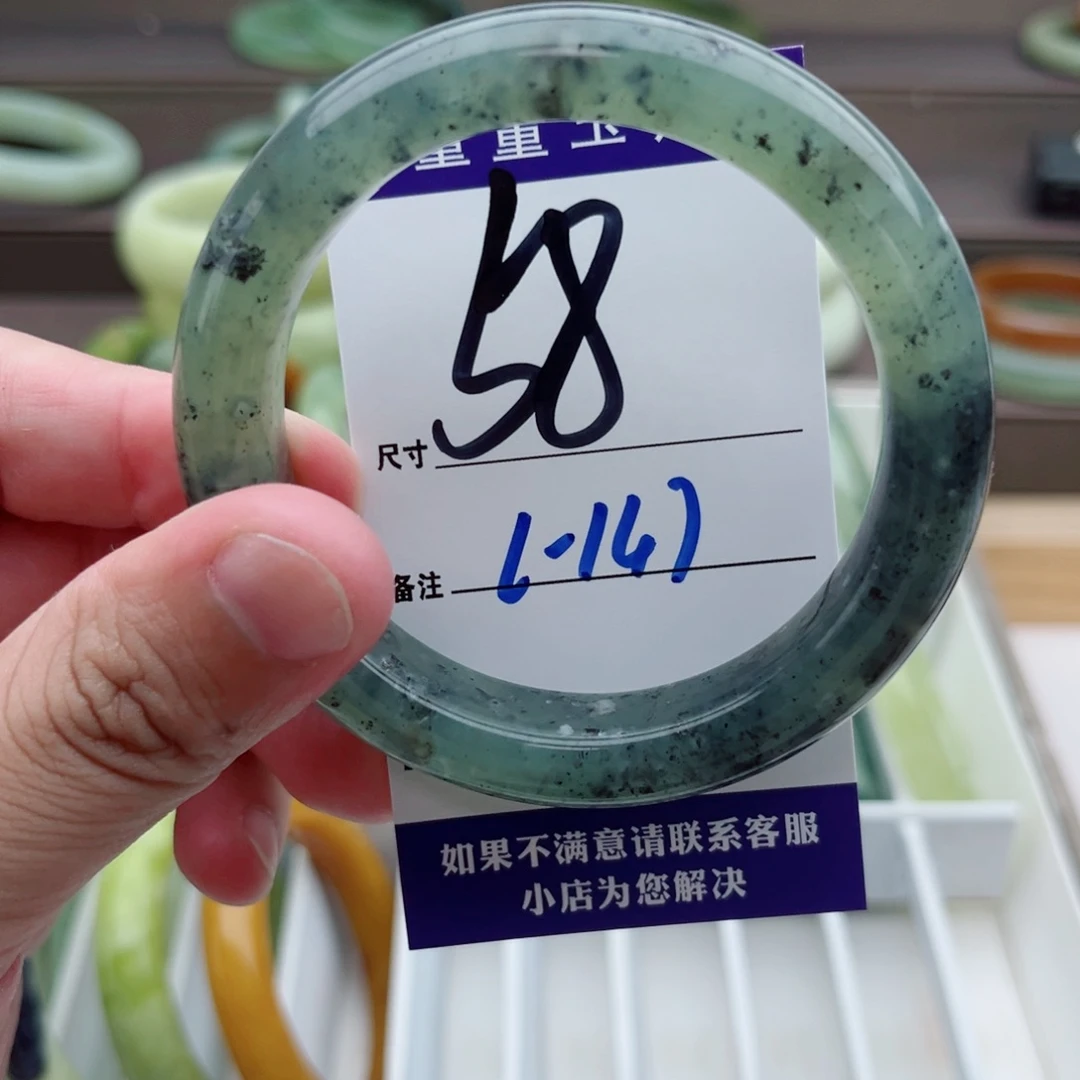 58
尺寸
(-147
备注
如果不满意请联系客服
小店为您解决